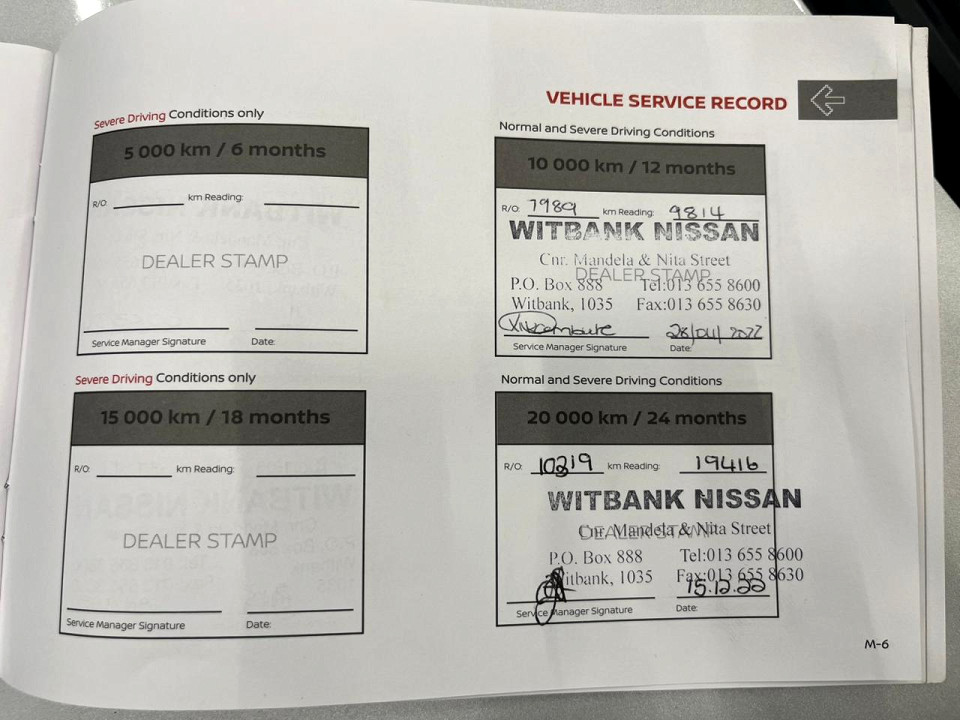 VEHICLE SERVICE RECORD
Severe Driving Conditions only
5 000 km / 6 months
R/O: km Reading:
DEALER STAMP
Service Manager Signature Date:
Normal and Severe Driving Conditions
10 000 km / 12 months
R/O: 7989 km Reading: 9814
WITBANK NISSAN
Cnr. Mandela & Nita Street
DEALER STAMP
P.O. Box 888 Tel:013 655 8600
Witbank, 1035 Fax:013 655 8630
28/04/2022
Service Manager Signature Date:
Severe Driving Conditions only
15 000 km / 18 months
R/O: km Reading:
DEALER STAMP
Service Manager Signature Date:
Normal and Severe Driving Conditions
20 000 km / 24 months
R/O: 10219 km Reading: 19416
WITBANK NISSAN
Cnr. Mandela & Nita Street
DEALER STAMP
P.O. Box 888 Tel:013 655 8600
Witbank, 1035 Fax:013 655 8630
15.12.22
Service Manager Signature Date:
M-6